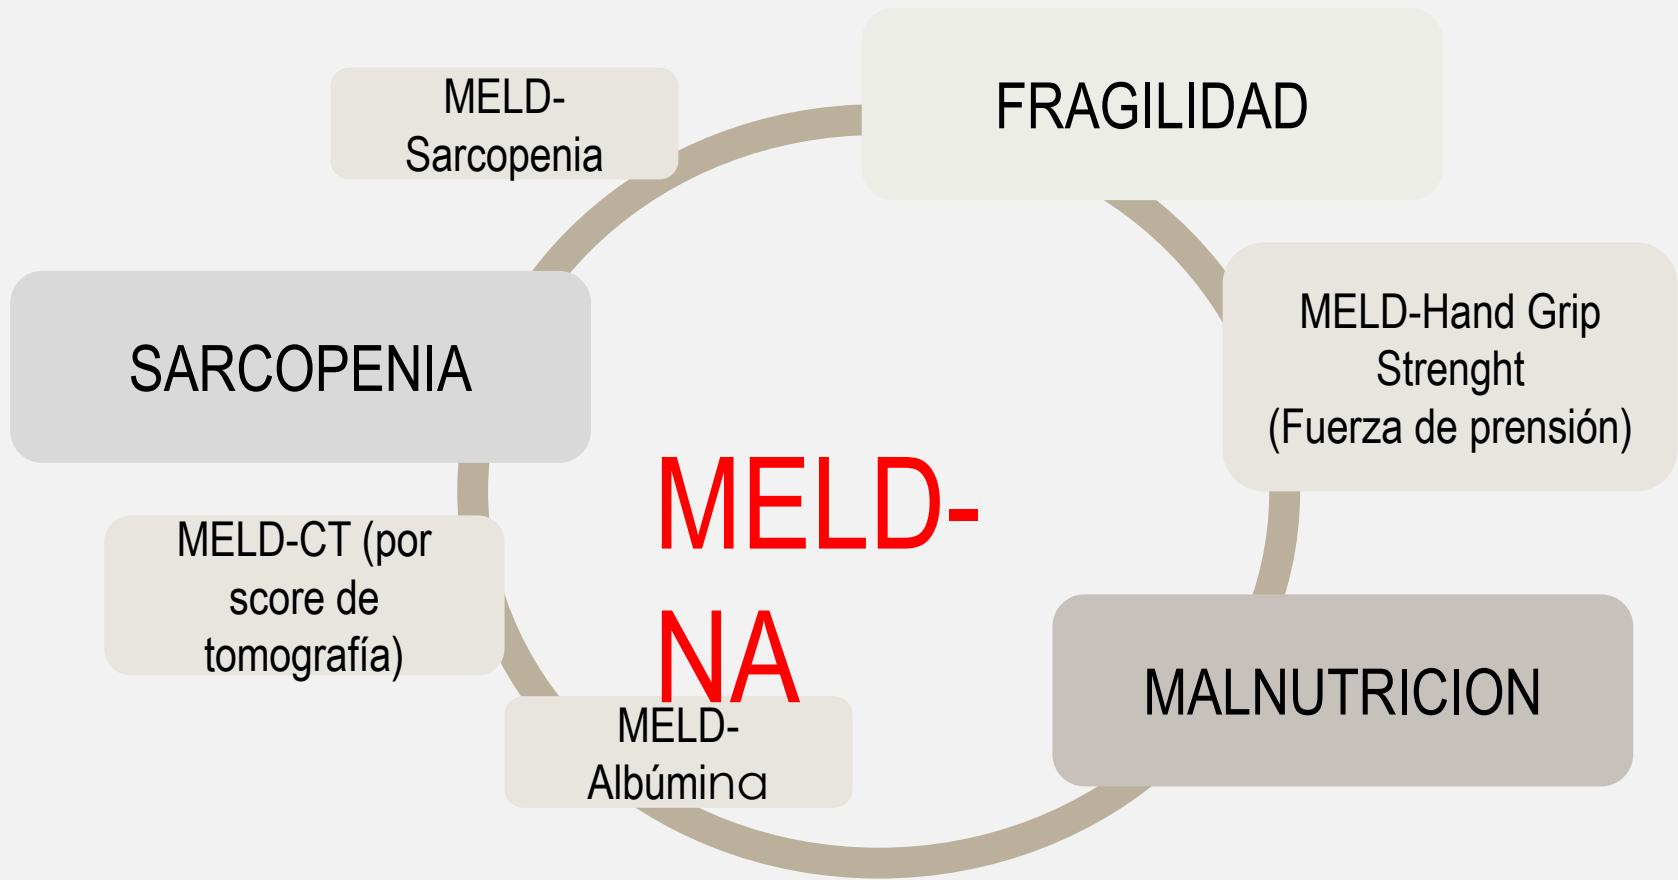 FRAGILIDAD
MELD-
Sarcopenia
MELD-Hand Grip
Strenght
(Fuerza de prensión)
SARCOPENIA
MELD-
NA
MELD-CT (por
score de
tomografía)
MALNUTRICION
MELD-
Albúmina